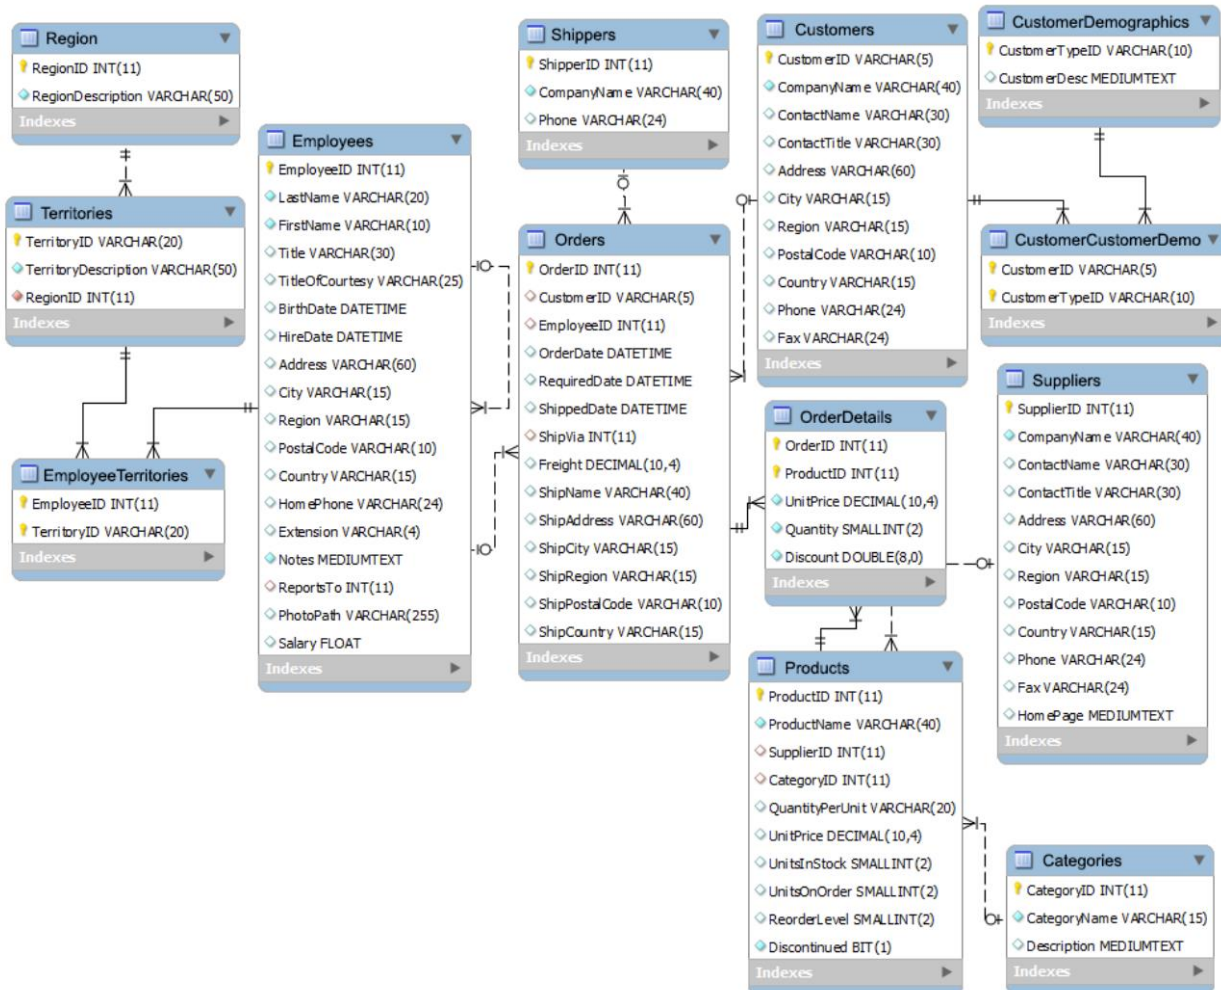 Region
RegionID INT(11)
RegionDescription VARCHAR(50)
Indexes
Territories
TerritoryID VARCHAR(20)
TerritoryDescription VARCHAR(50)
RegionID INT(11)
Indexes
EmployeeTerritories
EmployeeID INT(11)
TerritoryID VARCHAR(20)
Indexes
Employees
EmployeeID INT(11)
LastName VARCHAR(20)
FirstName VARCHAR(10)
Title VARCHAR(30)
TitleOfCourtesy VARCHAR(25)
BirthDate DATETIME
HireDate DATETIME
Address VARCHAR(60)
City VARCHAR(15)
Region VARCHAR(15)
PostalCode VARCHAR(10)
Country VARCHAR(15)
HomePhone VARCHAR(24)
Extension VARCHAR(4)
Notes MEDIUMTEXT
ReportsTo INT(11)
PhotoPath VARCHAR(255)
Salary FLOAT
Indexes
Shippers
ShipperID INT(11)
CompanyName VARCHAR(40)
Phone VARCHAR(24)
Indexes
Orders
OrderID INT(11)
CustomerID VARCHAR(5)
EmployeeID INT(11)
OrderDate DATETIME
RequiredDate DATETIME
ShippedDate DATETIME
ShipVia INT(11)
Freight DECIMAL(10,4)
ShipName VARCHAR(40)
ShipAddress VARCHAR(60)
ShipCity VARCHAR(15)
ShipRegion VARCHAR(15)
ShipPostalCode VARCHAR(10)
ShipCountry VARCHAR(15)
Indexes
Customers
CustomerID VARCHAR(5)
CompanyName VARCHAR(40)
ContactName VARCHAR(30)
ContactTitle VARCHAR(30)
Address VARCHAR(60)
City VARCHAR(15)
Region VARCHAR(15)
PostalCode VARCHAR(10)
Country VARCHAR(15)
Phone VARCHAR(24)
Fax VARCHAR(24)
Indexes
OrderDetails
OrderID INT(11)
ProductID INT(11)
UnitPrice DECIMAL(10,4)
Quantity SMALLINT(2)
Discount DOUBLE(8,0)
Indexes
Products
ProductID INT(11)
ProductName VARCHAR(40)
SupplierID INT(11)
CategoryID INT(11)
QuantityPerUnit VARCHAR(20)
UnitPrice DECIMAL(10,4)
UnitsInStock SMALLINT(2)
UnitsOnOrder SMALLINT(2)
ReorderLevel SMALLINT(2)
Discontinued BIT(1)
Indexes
CustomerDemographics
CustomerTypeID VARCHAR(10)
CustomerDesc MEDIUMTEXT
Indexes
CustomerCustomerDemo
CustomerID VARCHAR(5)
CustomerTypeID VARCHAR(10)
Indexes
Suppliers
SupplierID INT(11)
CompanyName VARCHAR(40)
ContactName VARCHAR(30)
ContactTitle VARCHAR(30)
Address VARCHAR(60)
City VARCHAR(15)
Region VARCHAR(15)
PostalCode VARCHAR(10)
Country VARCHAR(15)
Phone VARCHAR(24)
Fax VARCHAR(24)
HomePage MEDIUMTEXT
Indexes
Categories
CategoryID INT(11)
CategoryName VARCHAR(15)
Description MEDIUMTEXT
Indexes